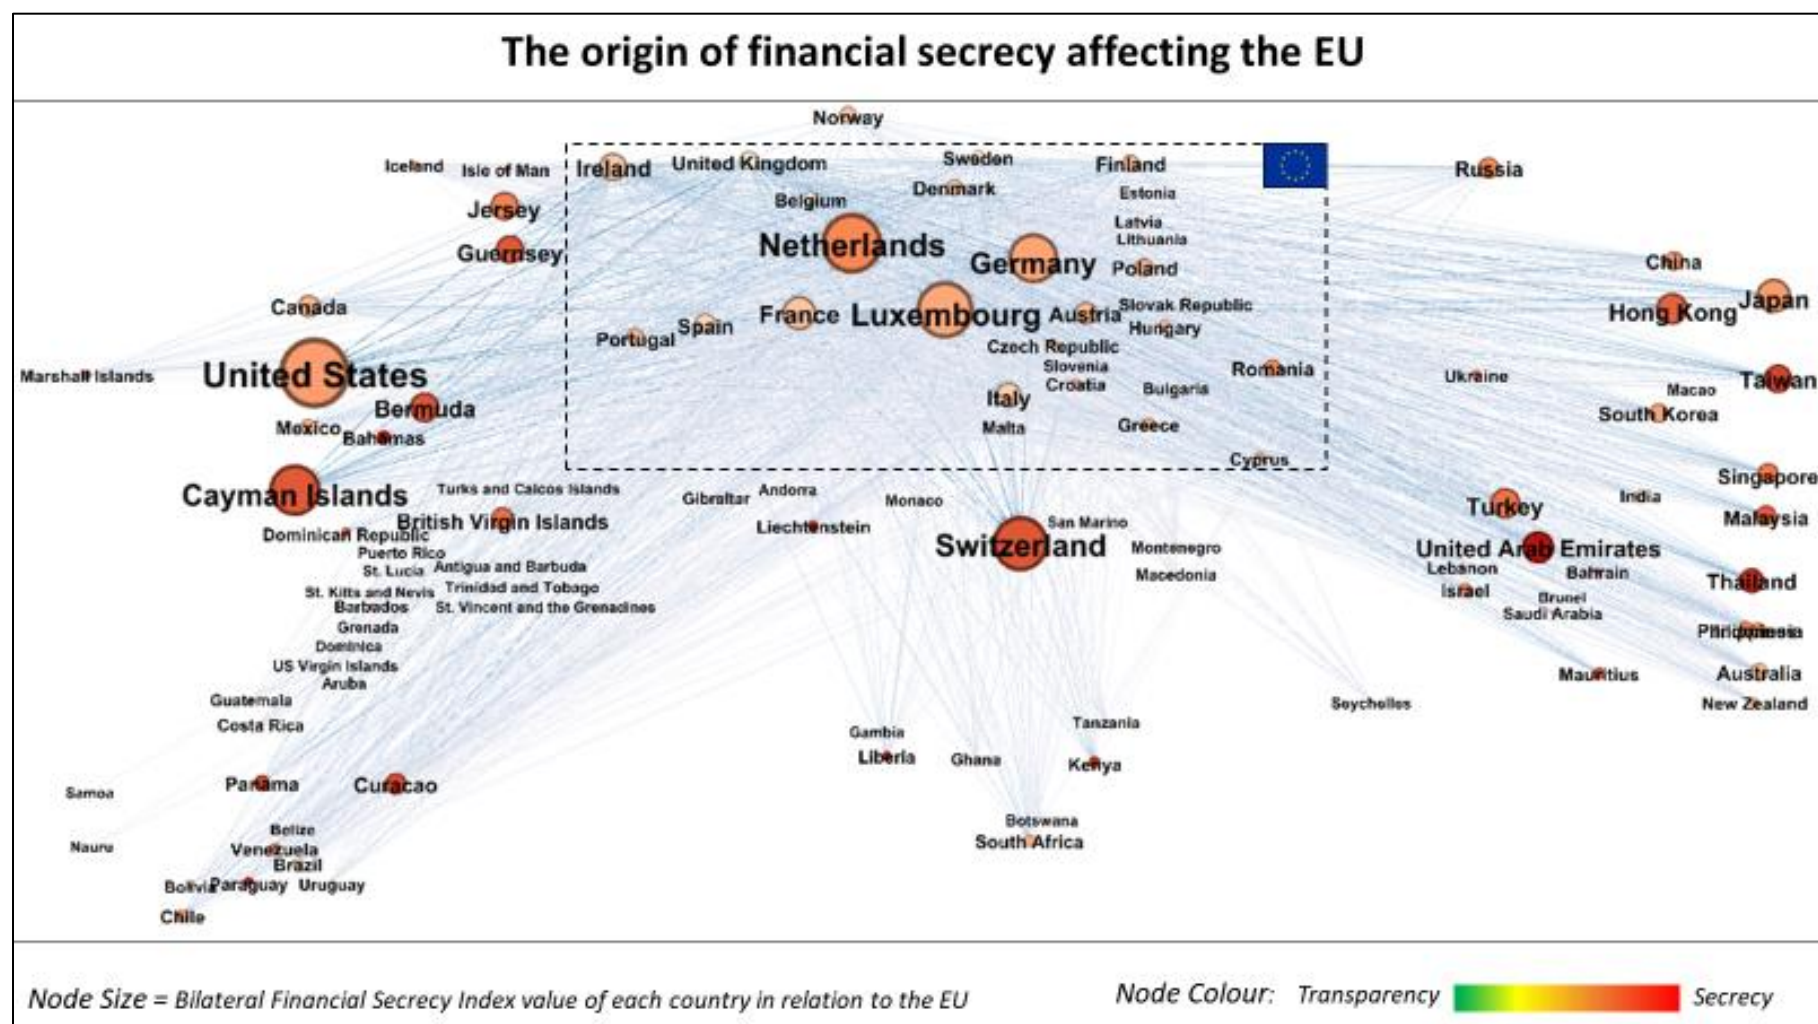 The origin of financial secrecy affecting the EU
Norway
Iceland
Isle of Man
Ireland
United Kingdom
Sweden
Finland
Russia
Jersey
Belgium
Denmark
Estonia
Guernsey
Netherlands
Germany
Latvia
Lithuania
Poland
China
Canada
Portugal
Spain
France
Luxembourg
Austria
Slovak Republic
Hungary
Hong Kong
Japan
Marshall Islands
United States
Czech Republic
Slovenia
Croatia
Romania
Ukraine
Taiwan
Bermuda
Italy
Bulgaria
Macao
South Korea
Mexico
Bahamas
Malta
Greece
Cyprus
Cayman Islands
Turks and Calcos Islands
Gibraltar
Andorra
Monaco
Singapore
India
Turkey
Malaysia
Dominican Republic
British Virgin Islands
Liechtenstein
San Marino
Switzerland
Montenegro
United Arab Emirates
Puerto Rico
St. Lucia
Antigua and Barbuda
Macedonia
Lebanon
Bahrain
Thailand
St. Kitts and Nevis
Trinidad and Tobago
Israel
Brunei
Barbados
St. Vincent and the Grenadines
Saudi Arabia
Grenada
Dominica
US Virgin Islands
Aruba
Mauritius
Australia
Guatemala
Seychelles
New Zealand
Costa Rica
Gambia
Tanzania
Liberia
Ghana
Kenya
Samoa
Panama
Curacao
Nauru
Belize
Venezuela
Brazil
Botswana
South Africa
Bolivia
Paraguay
Uruguay
Chile
Node Size = Bilateral Financial Secrecy Index value of each country in relation to the EU
Node Colour: Transparency Secrecy